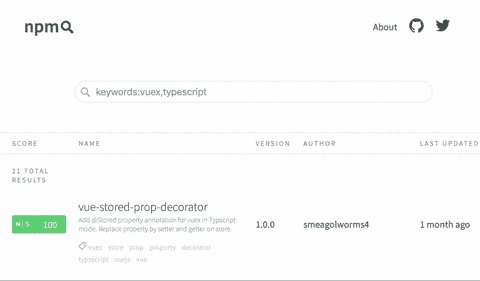 npm
About
keywords:vuex,typescript
SCORE NAME VERSION AUTHOR LAST UPDATED
21 TOTAL
RESULTS
vue-stored-prop-decorator
Add @Stored property annotation for vuex in Typscript
mode. Replace property by setter and getter on store.
N|S 100
1.0.0 smeagolworms4 1 month ago
vuex store prop property decorator
typescript vuejs vue